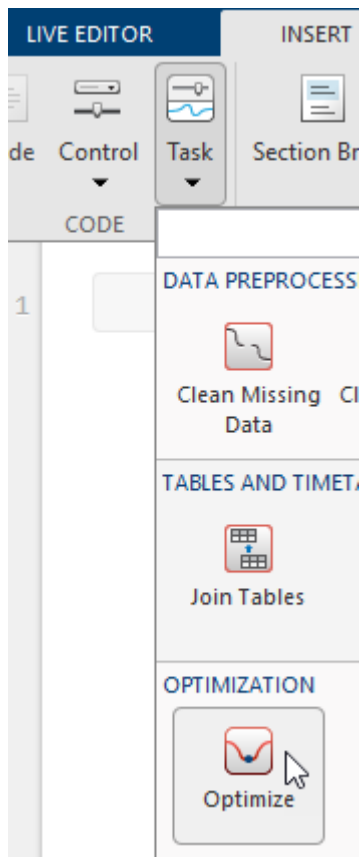 LIVE EDITOR INSERT
de Control Task Section Br
CODE
1
DATA PREPROCESS
Clean Missing Cl
Data
TABLES AND TIMETA
Join Tables
OPTIMIZATION
Optimize